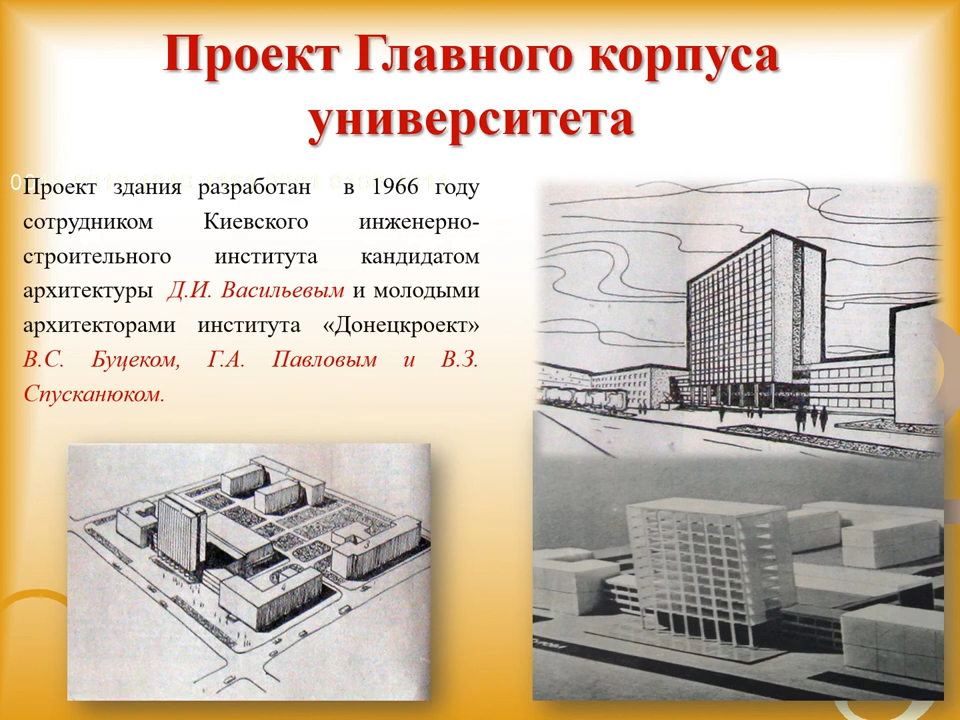 Проект Главного корпуса
университета
Проект здания разработан в 1966 году
сотрудником Киевского инженерно-
строительного института кандидатом
архитектуры Д.И. Васильевым и молодыми
архитекторами института «Донецкпроект»
В.С. Буцеком, Г.А. Павловым и В.З.
Спусканюком.